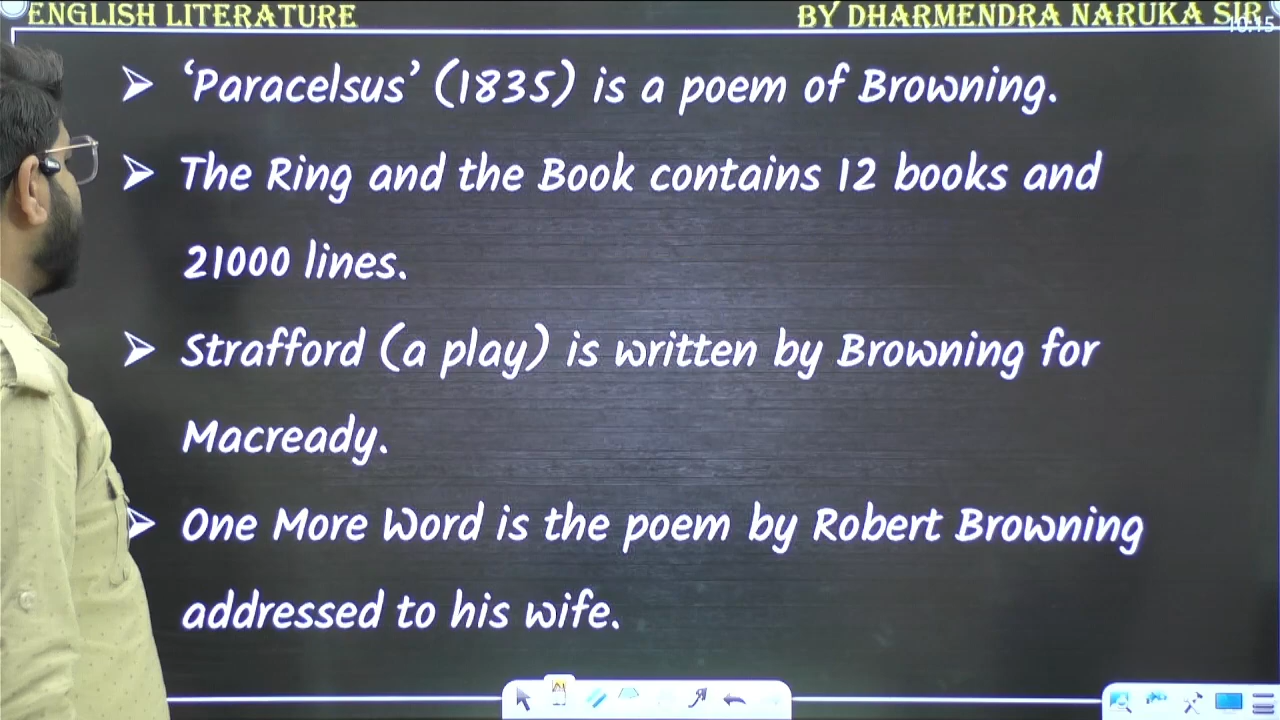 ENGLISH LITERATURE
BY DHARMENDRA NARUKA SIR
10:15
➢ ‘Paracelsus’ (1835) is a poem of Browning.
➢ The Ring and the Book contains 12 books and
21000 lines.
➢ Strafford (a play) is written by Browning for
Macready.
➢ One More Word is the poem by Robert Browning
addressed to his wife.